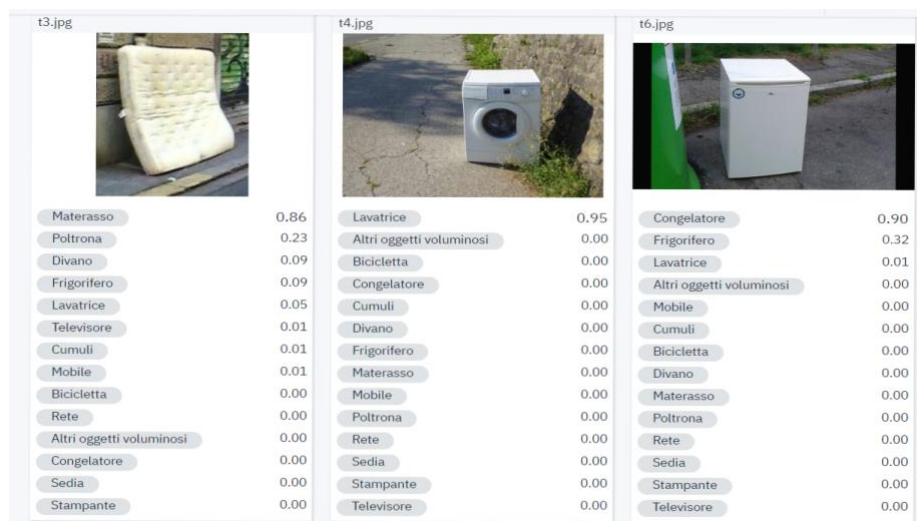 t3.jpg
Materasso 0.86
Poltrona 0.23
Divano 0.09
Frigorifero 0.09
Lavatrice 0.05
Televisore 0.01
Cumuli 0.01
Mobile 0.01
Bicicletta 0.00
Rete 0.00
Altri oggetti voluminosi 0.00
Congelatore 0.00
Sedia 0.00
Stampante 0.00
t4.jpg
Lavatrice 0.95
Altri oggetti voluminosi 0.00
Bicicletta 0.00
Congelatore 0.00
Cumuli 0.00
Divano 0.00
Frigorifero 0.00
Materasso 0.00
Mobile 0.00
Poltrona 0.00
Rete 0.00
Sedia 0.00
Stampante 0.00
Televisore 0.00
t6.jpg
Congelatore 0.90
Frigorifero 0.32
Lavatrice 0.01
Altri oggetti voluminosi 0.00
Mobile 0.00
Cumuli 0.00
Bicicletta 0.00
Divano 0.00
Materasso 0.00
Poltrona 0.00
Rete 0.00
Sedia 0.00
Stampante 0.00
Televisore 0.00